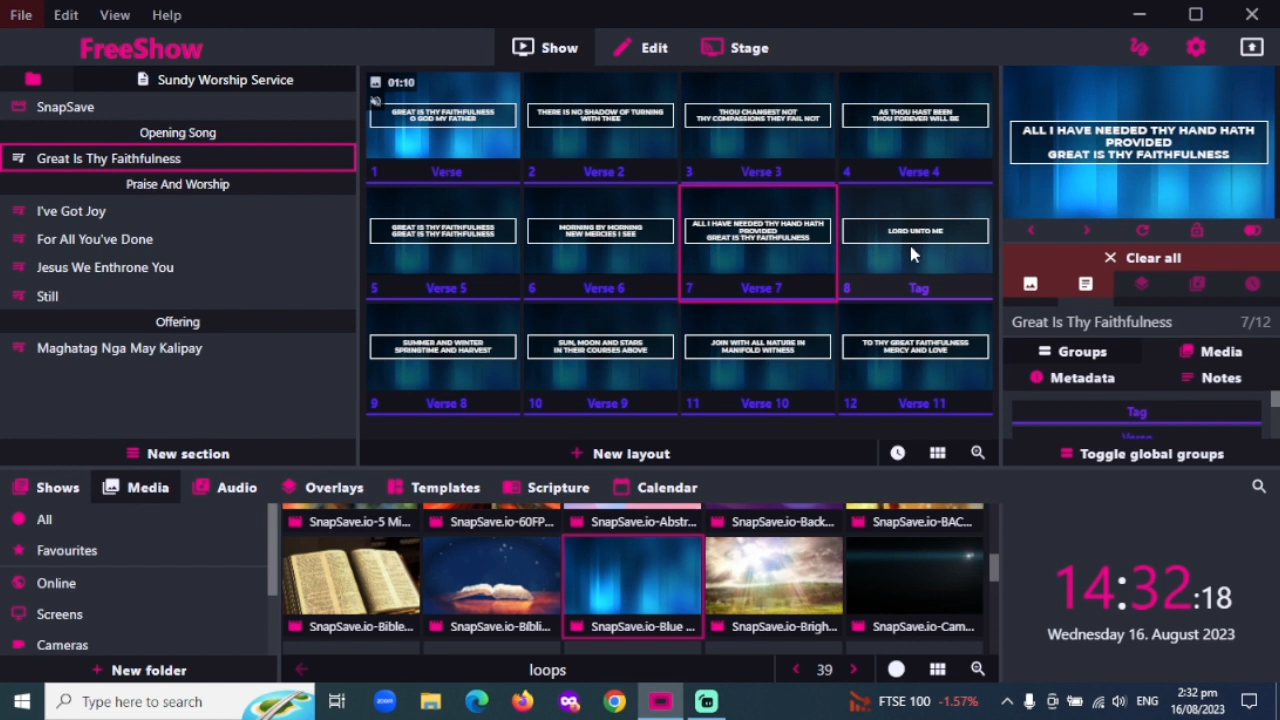 File Edit View Help
FreeShow
Show Edit Stage
Sundy Worship Service
SnapSave
Opening Song
Great Is Thy Faithfulness
Praise And Worship
I've Got Joy
For All You've Done
Jesus We Enthrone You
Still
Offering
Maghatag Nga May Kalipay
New section
01:10
GREAT IS THY FAITHFULNESS
O GOD MY FATHER
1 Verse
THERE IS NO SHADOW OF TURNING
WITH THEE
2 Verse 2
THOU CHANGEST NOT
THY COMPASSIONS THEY FAIL NOT
3 Verse 3
AS THOU HAST BEEN
THOU FOREVER WILL BE
4 Verse 4
GREAT IS THY FAITHFULNESS
GREAT IS THY FAITHFULNESS
5 Verse 5
MORNING BY MORNING
NEW MERCIES I SEE
6 Verse 6
ALL I HAVE NEEDED THY HAND HATH
PROVIDED
GREAT IS THY FAITHFULNESS
7 Verse 7
LORD UNTO ME
8 Tag
SUMMER AND WINTER
SPRINGTIME AND HARVEST
9 Verse 8
SUN, MOON AND STARS
IN THEIR COURSES ABOVE
10 Verse 9
JOIN WITH ALL NATURE IN
MANIFOLD WITNESS
11 Verse 10
TO THY GREAT FAITHFULNESS
MERCY AND LOVE
12 Verse 11
New layout
ALL I HAVE NEEDED THY HAND HATH
PROVIDED
GREAT IS THY FAITHFULNESS
Clear all
Great Is Thy Faithfulness 7/12
Groups Media
Metadata Notes
Tag
Verse
Toggle global groups
Shows Media Audio Overlays Templates Scripture Calendar
All
Favourites
Online
Screens
Cameras
New folder
SnapSave.io-5 Mi... SnapSave.io-60FP... SnapSave.io-Abstr... SnapSave.io-Back... SnapSave.io-BAC...
SnapSave.io-Bible... SnapSave.io-Bibli... SnapSave.io-Blue ... SnapSave.io-Brigh... SnapSave.io-Cam...
loops 39
14:32:18
Wednesday 16. August 2023
Type here to search
zoom
FTSE 100 -1.57%
ENG
2:32 pm
16/08/2023